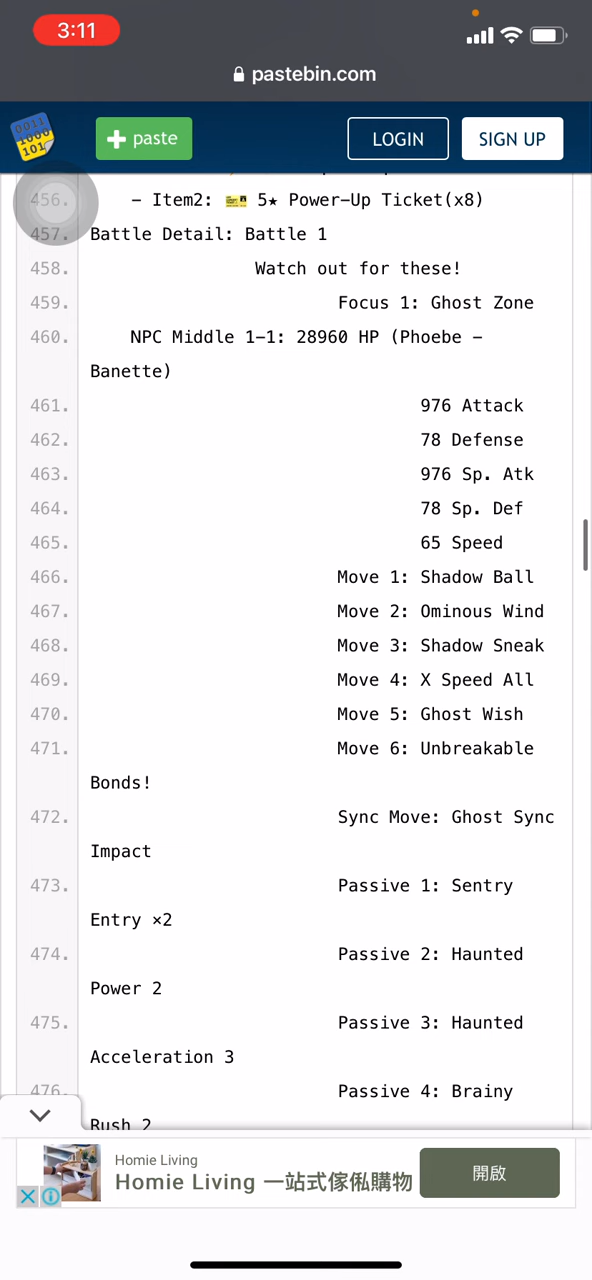 3:11
pastebin.com
0011
1000
101
+ paste
LOGIN
SIGN UP
456. - Item2: 5★ Power-Up Ticket(x8)
457. Battle Detail: Battle 1
458. Watch out for these!
459. Focus 1: Ghost Zone
460. NPC Middle 1-1: 28960 HP (Phoebe -
Banette)
461. 976 Attack
462. 78 Defense
463. 976 Sp. Atk
464. 78 Sp. Def
465. 65 Speed
466. Move 1: Shadow Ball
467. Move 2: Ominous Wind
468. Move 3: Shadow Sneak
469. Move 4: X Speed All
470. Move 5: Ghost Wish
471. Move 6: Unbreakable
Bonds!
472. Sync Move: Ghost Sync
Impact
473. Passive 1: Sentry
Entry ×2
474. Passive 2: Haunted
Power 2
475. Passive 3: Haunted
Acceleration 3
476. Passive 4: Brainy
Rush 2
Homie Living
Homie Living 一站式傢俬購物
開啟